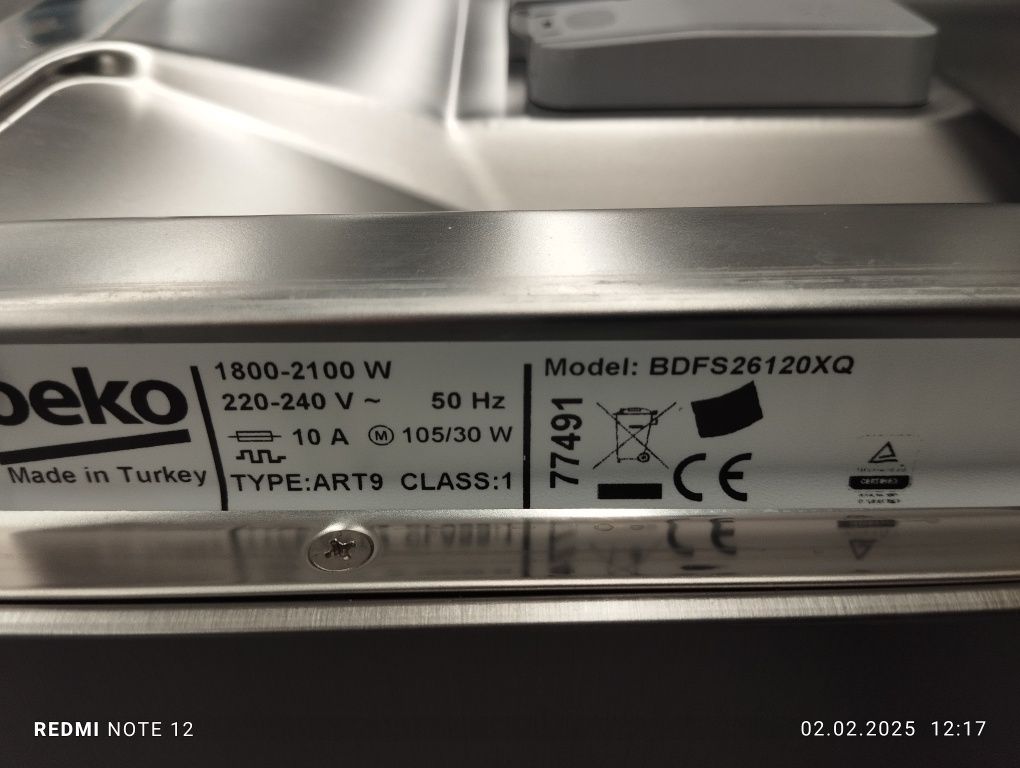 beko
Made in Turkey
1800-2100 W
220-240 V ~ 50 Hz
10 A M 105/30 W
TYPE:ART9 CLASS:1
Model: BDFS26120XQ
77491
CE
CERTIFIED
REDMI NOTE 12
02.02.2025 12:17